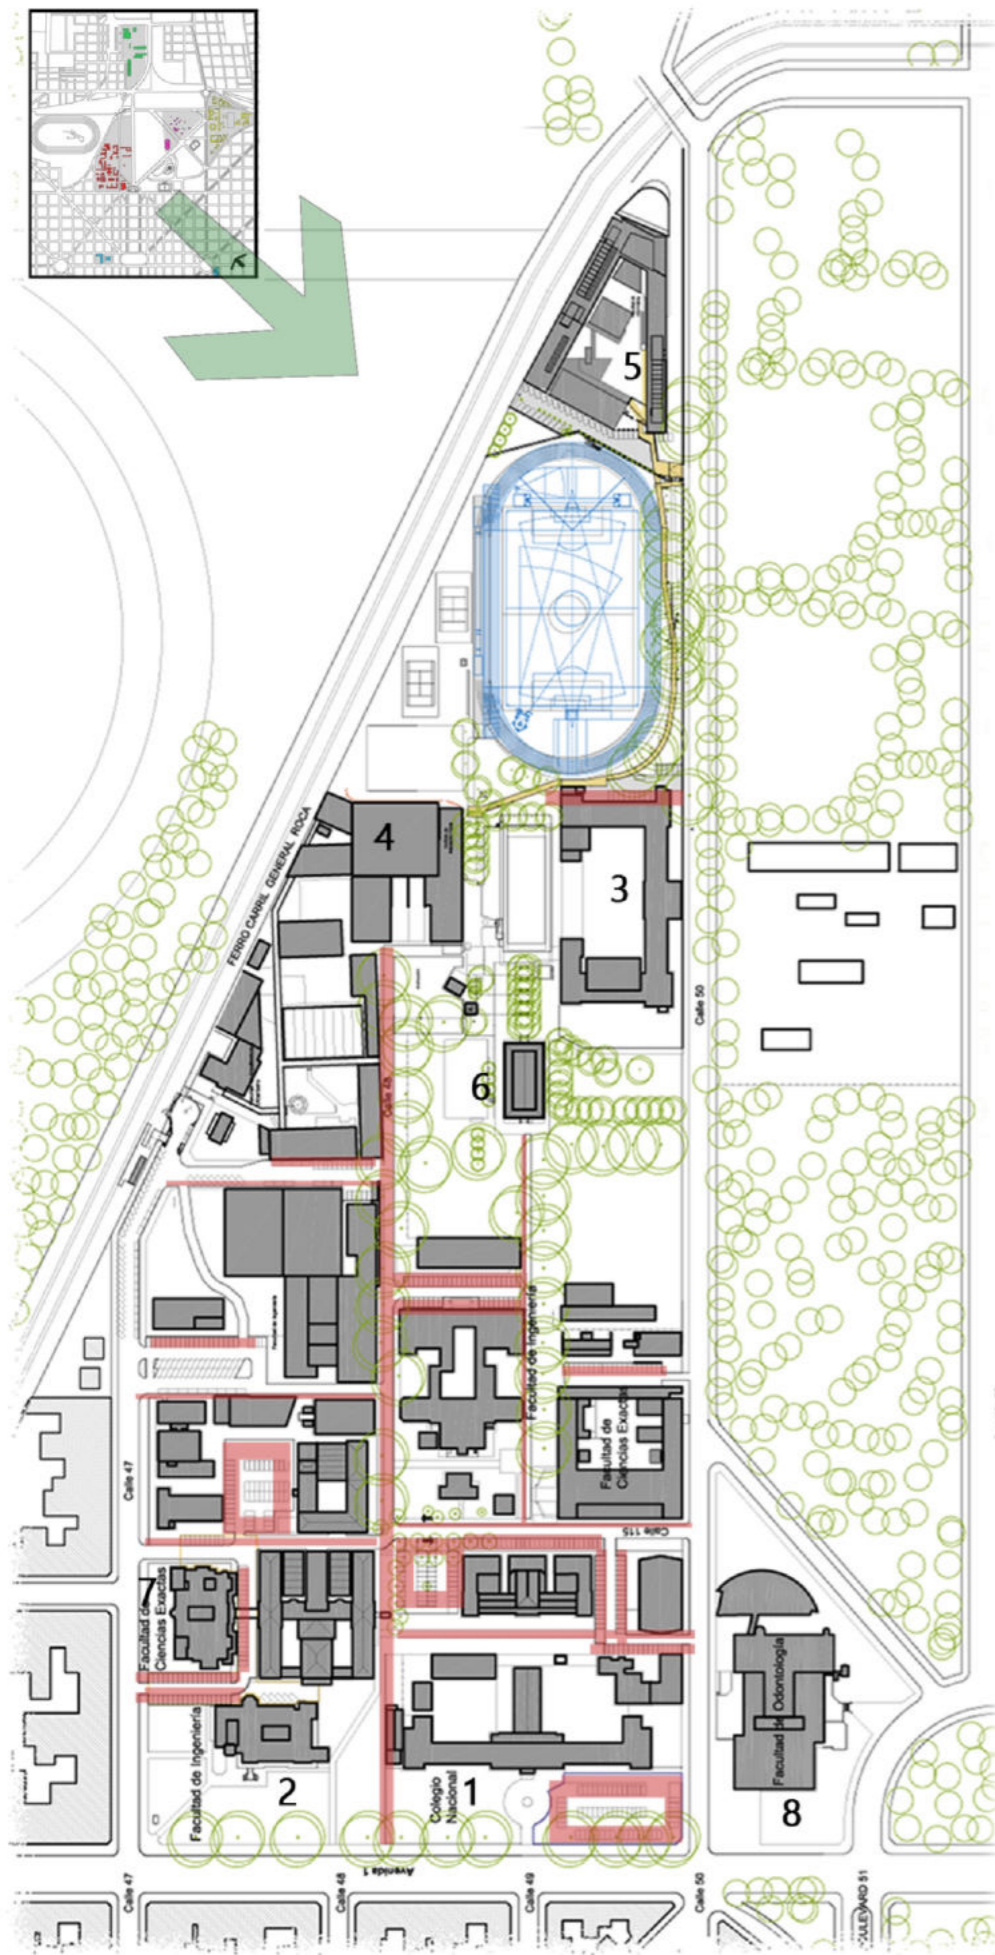 5
4
FERRO CARRIL GENERAL ROCA
3
Calle 50
6
Calle 48
Facultad de Ingeniería
Facultad de
Ciencias Exactas
Calle 47
Calle 115
7
Facultad de
Ciencias Exactas
Facultad de Odontología
Facultad de Ingeniería
2
Colegio
Nacional
1
8
Avenida 1
Calle 47
Calle 48
Calle 49
Calle 50
BOULEVARD 51